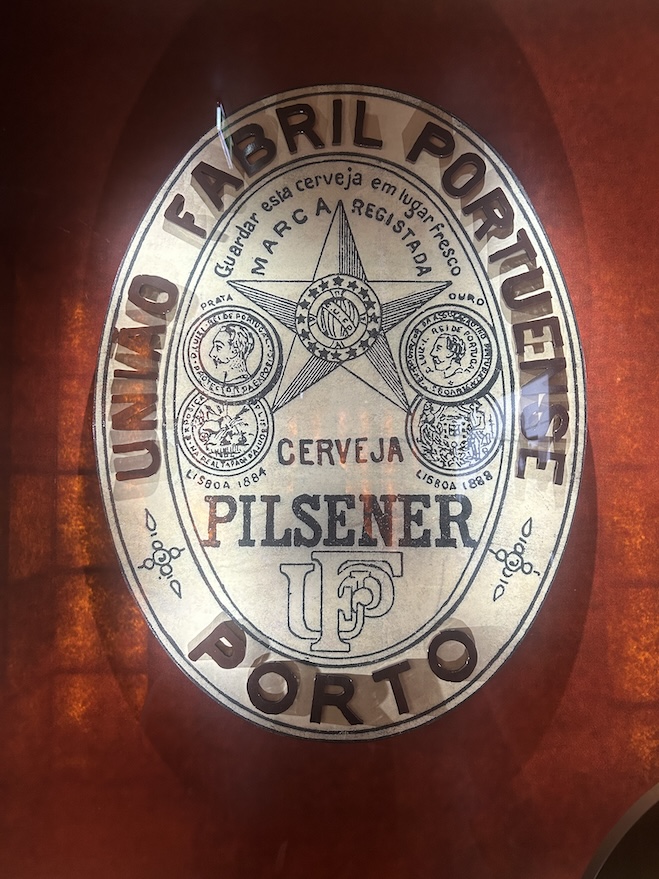 UNIÃO FABRIL PORTUENSE
Guardar esta cerveja em lugar fresco
MARCA REGISTADA
PRATA
OURO
LISBOA 1884
LISBOA 1888
CERVEJA
PILSENER
UFP
PORTO